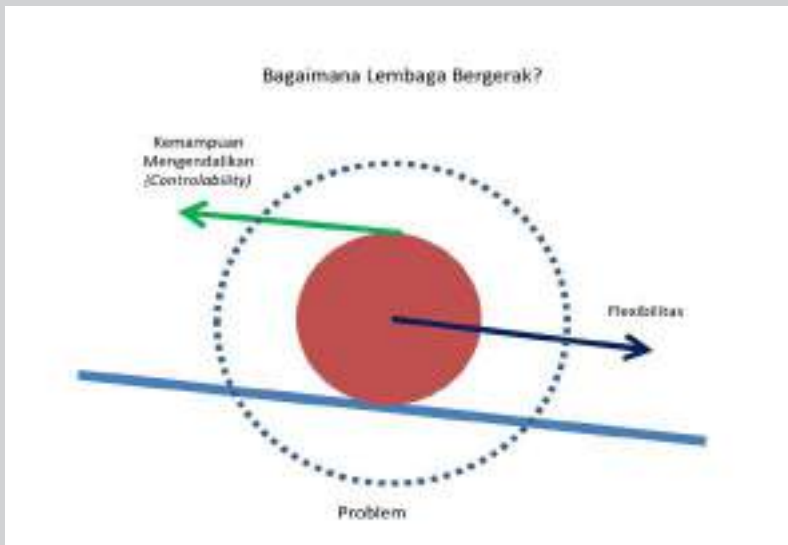 Bagaimana Lembaga Bergerak?
Kemampuan
Mengendalikan
(Controlability)
Flexibilitas
Problem